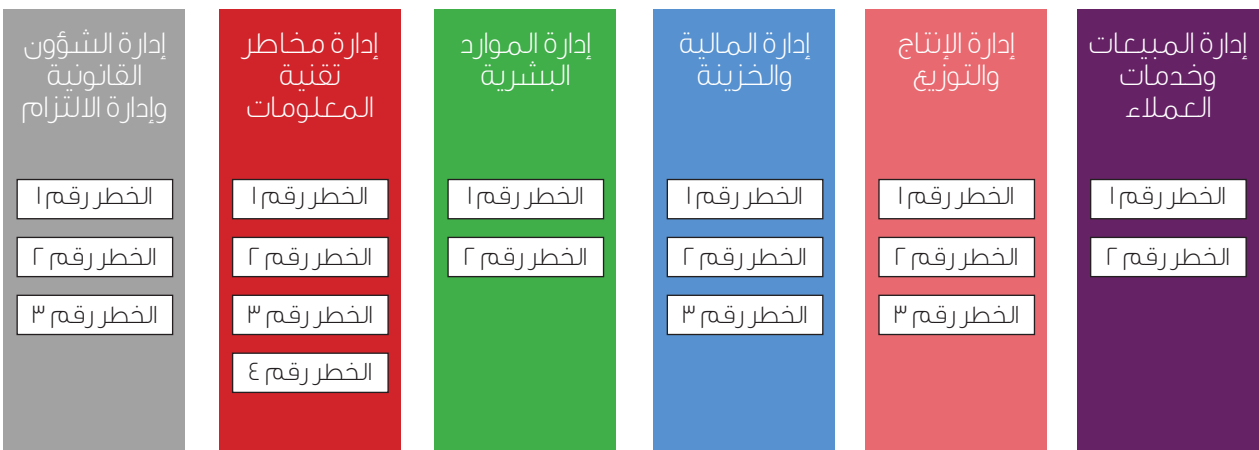 إدارة المبيعات
وخدمات
العملاء
الخطر رقم ١
الخطر رقم ٢
إدارة الإنتاج
والتوزيع
الخطر رقم ١
الخطر رقم ٢
الخطر رقم ٣
إدارة المالية
والخزينة
الخطر رقم ١
الخطر رقم ٢
الخطر رقم ٣
إدارة الموارد
البشرية
الخطر رقم ١
الخطر رقم ٢
إدارة مخاطر
تقنية
المعلومات
الخطر رقم ١
الخطر رقم ٢
الخطر رقم ٣
الخطر رقم ٤
إدارة الشؤون
القانونية
وإدارة الالتزام
الخطر رقم ١
الخطر رقم ٢
الخطر رقم ٣